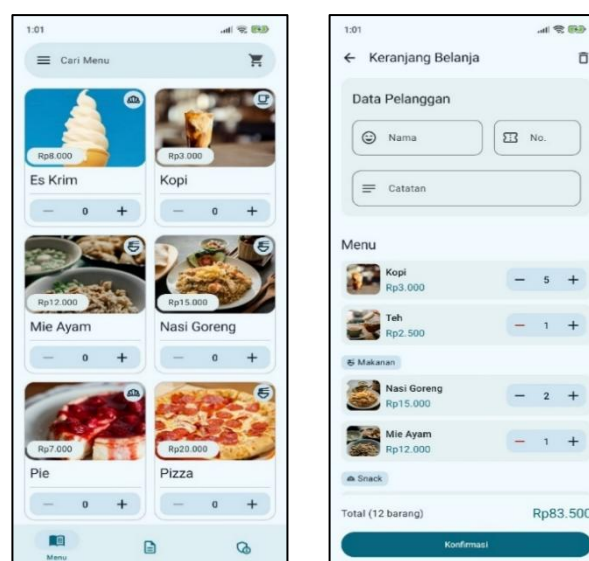 1:01
Cari Menu
Rp8.000
Rp3.000
Es Krim
Kopi
— 0 +
— 0 +
Rp12.000
Rp15.000
Mie Ayam
Nasi Goreng
— 0 +
— 0 +
Rp7.000
Rp20.000
Pie
Pizza
— 0 +
— 0 +
Menu
1:01
← Keranjang Belanja
Data Pelanggan
Nama
No.
Catatan
Menu
Kopi
Rp3.000
— 5 +
Teh
Rp2.500
— 1 +
Makanan
Nasi Goreng
Rp15.000
— 2 +
Mie Ayam
Rp12.000
— 1 +
Snack
Total (12 barang)
Rp83.500
Konfirmasi